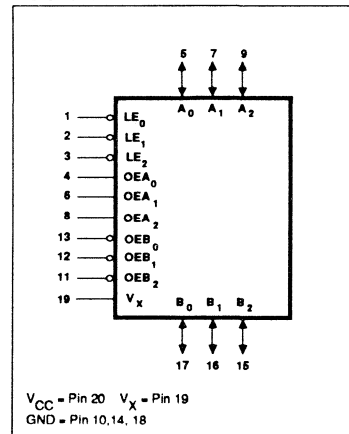 5 7 9
A0 A1 A2
1 LE0
2 LE1
3 LE2
4 OEA0
6 OEA1
8 OEA2
13 OEB0
12 OEB1
11 OEB2
19 VX
B0 B1 B2
17 16 15
VCC = Pin 20 VX = Pin 19
GND = Pin 10,14, 18